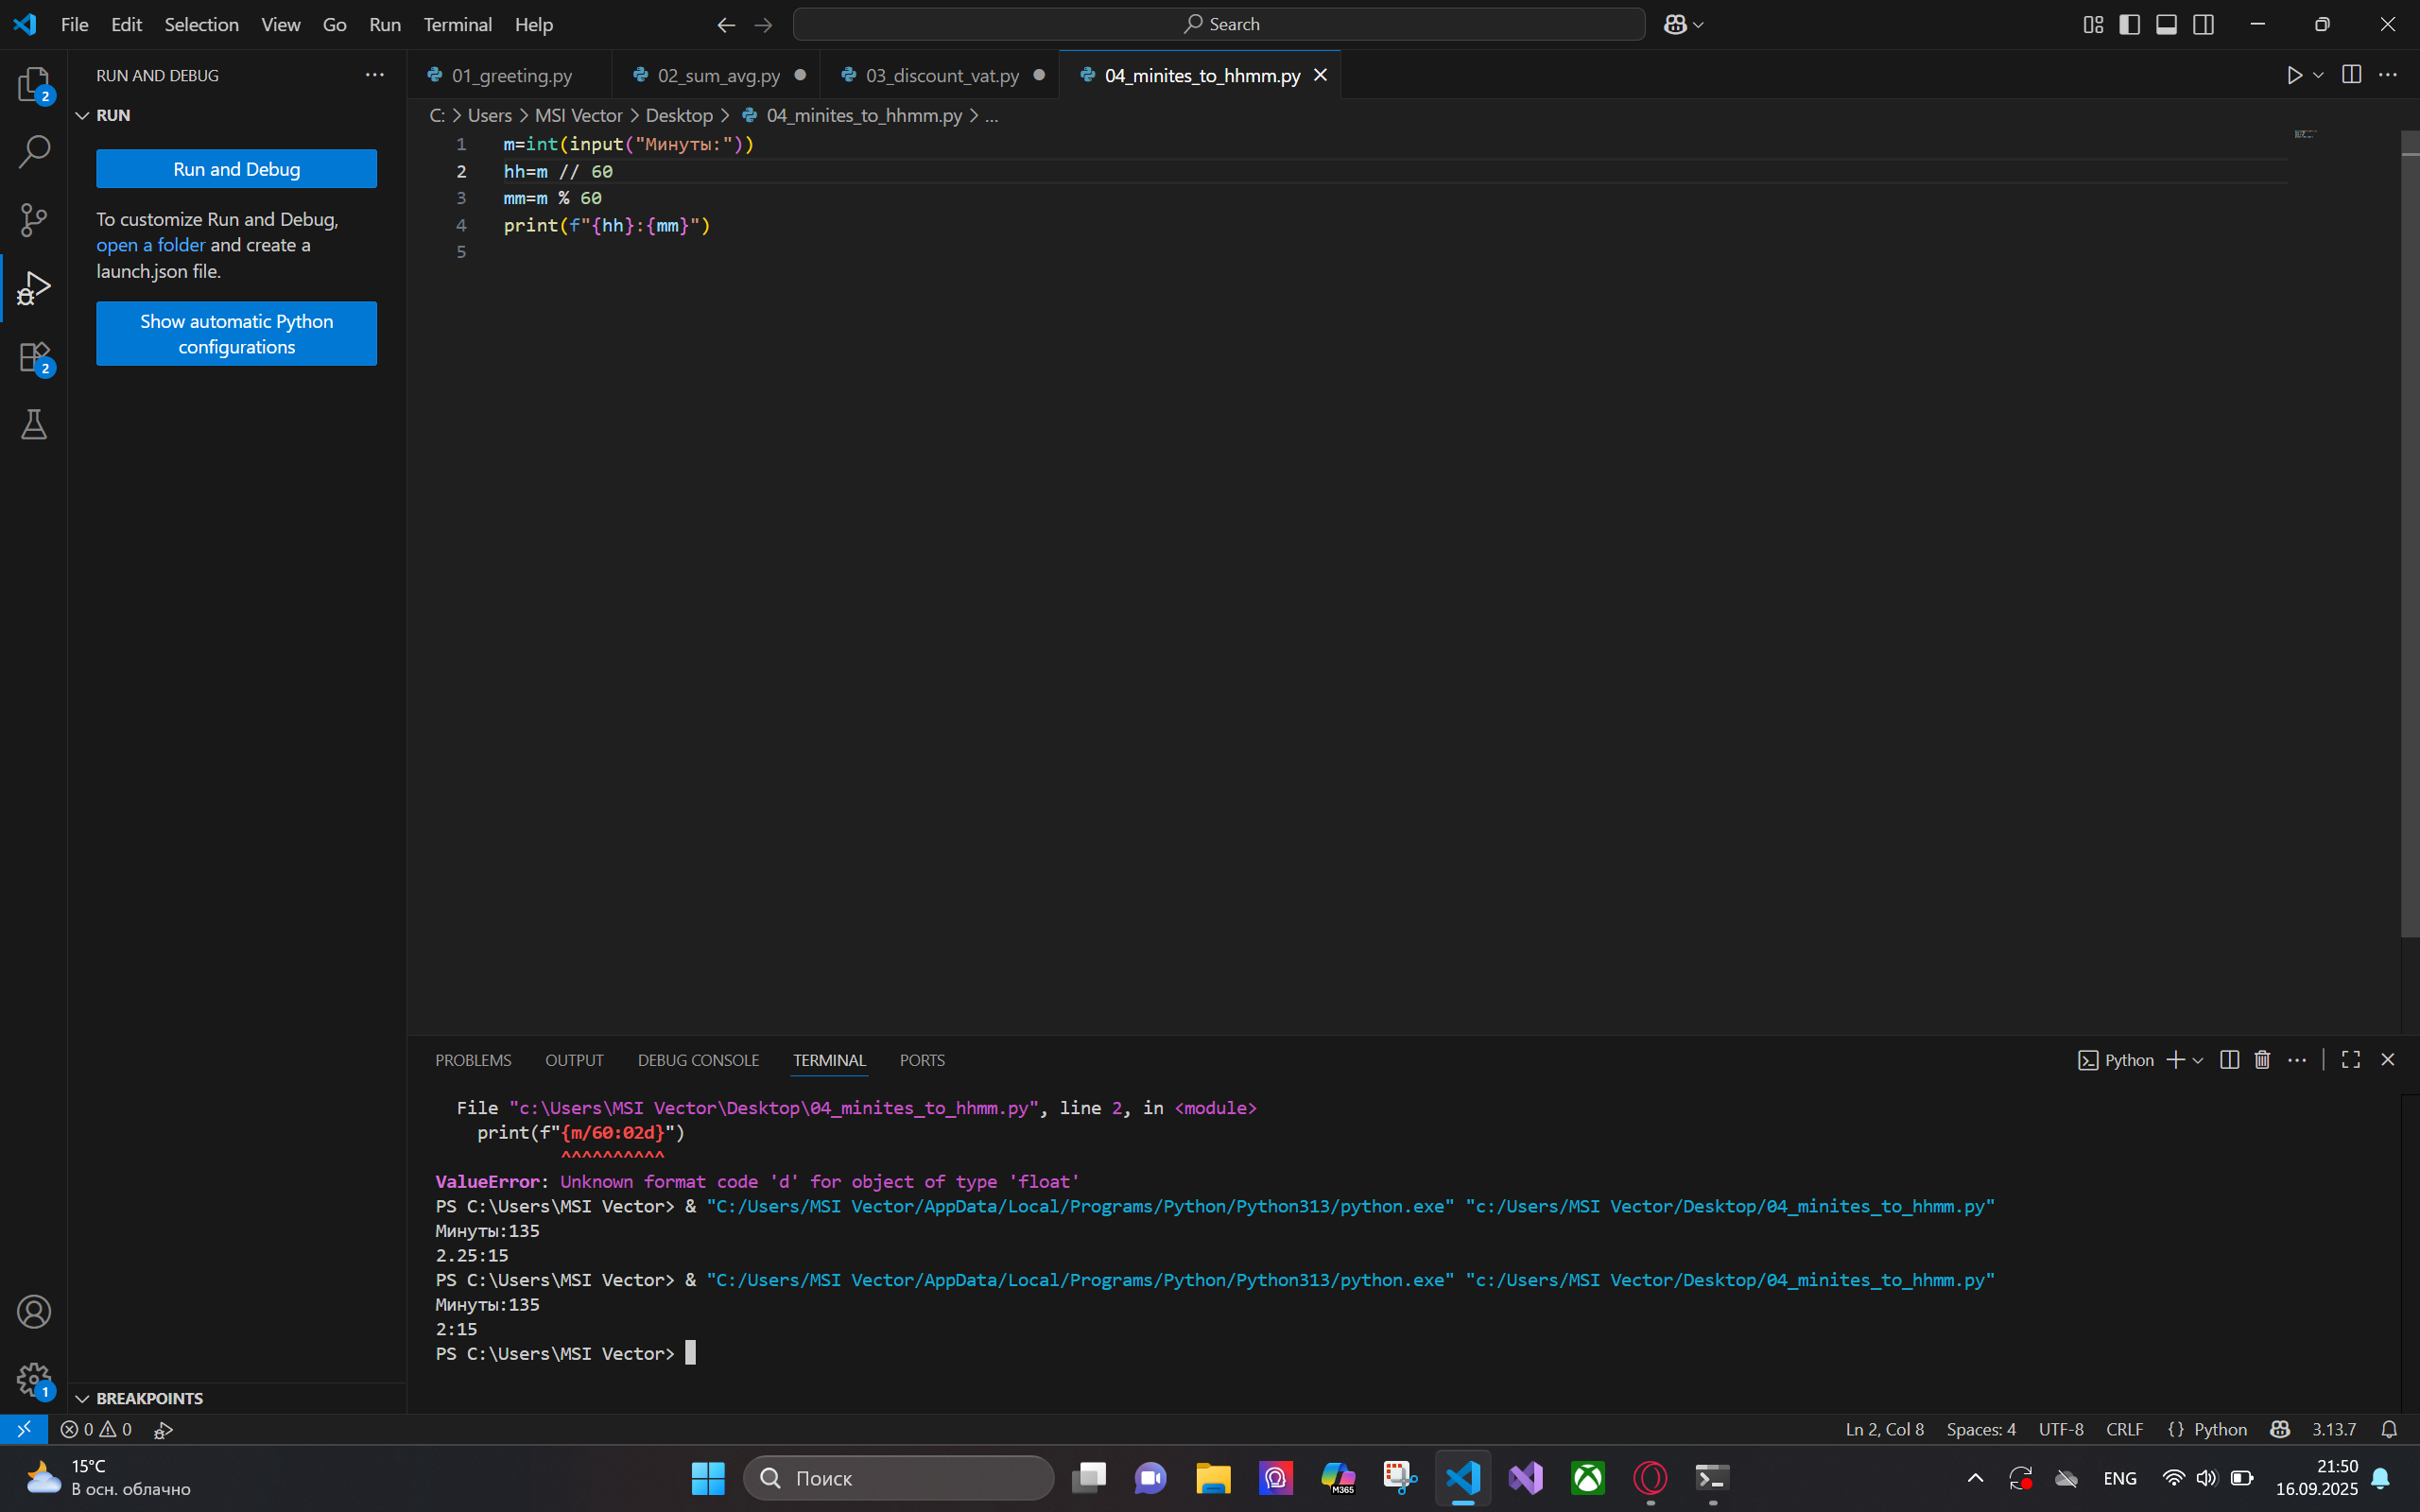 File Edit Selection View Go Run Terminal Help
Search
RUN AND DEBUG
RUN
Run and Debug
To customize Run and Debug,
open a folder and create a
launch.json file.
Show automatic Python
configurations
BREAKPOINTS
01_greeting.py 02_sum_avg.py 03_discount_vat.py 04_minites_to_hhmm.py
C: > Users > MSI Vector > Desktop > 04_minites_to_hhmm.py > ...
1 m=int(input("Минуты:"))
2 hh=m // 60
3 mm=m % 60
4 print(f"{hh}:{mm}")
5
PROBLEMS OUTPUT DEBUG CONSOLE TERMINAL PORTS
Python
File "c:\Users\MSI Vector\Desktop\04_minites_to_hhmm.py", line 2, in <module>
print(f"{m/60:02d}")
^^^^^^^^^^
ValueError: Unknown format code 'd' for object of type 'float'
PS C:\Users\MSI Vector> & "C:/Users/MSI Vector/AppData/Local/Programs/Python/Python313/python.exe" "c:/Users/MSI Vector/Desktop/04_minites_to_hhmm.py"
Минуты:135
2.25:15
PS C:\Users\MSI Vector> & "C:/Users/MSI Vector/AppData/Local/Programs/Python/Python313/python.exe" "c:/Users/MSI Vector/Desktop/04_minites_to_hhmm.py"
Минуты:135
2:15
PS C:\Users\MSI Vector>
2
2
1
0 0
Ln 2, Col 8 Spaces: 4 UTF-8 CRLF {} Python 3.13.7
15°C
В осн. облачно
Поиск
M365
ENG
21:50
16.09.2025